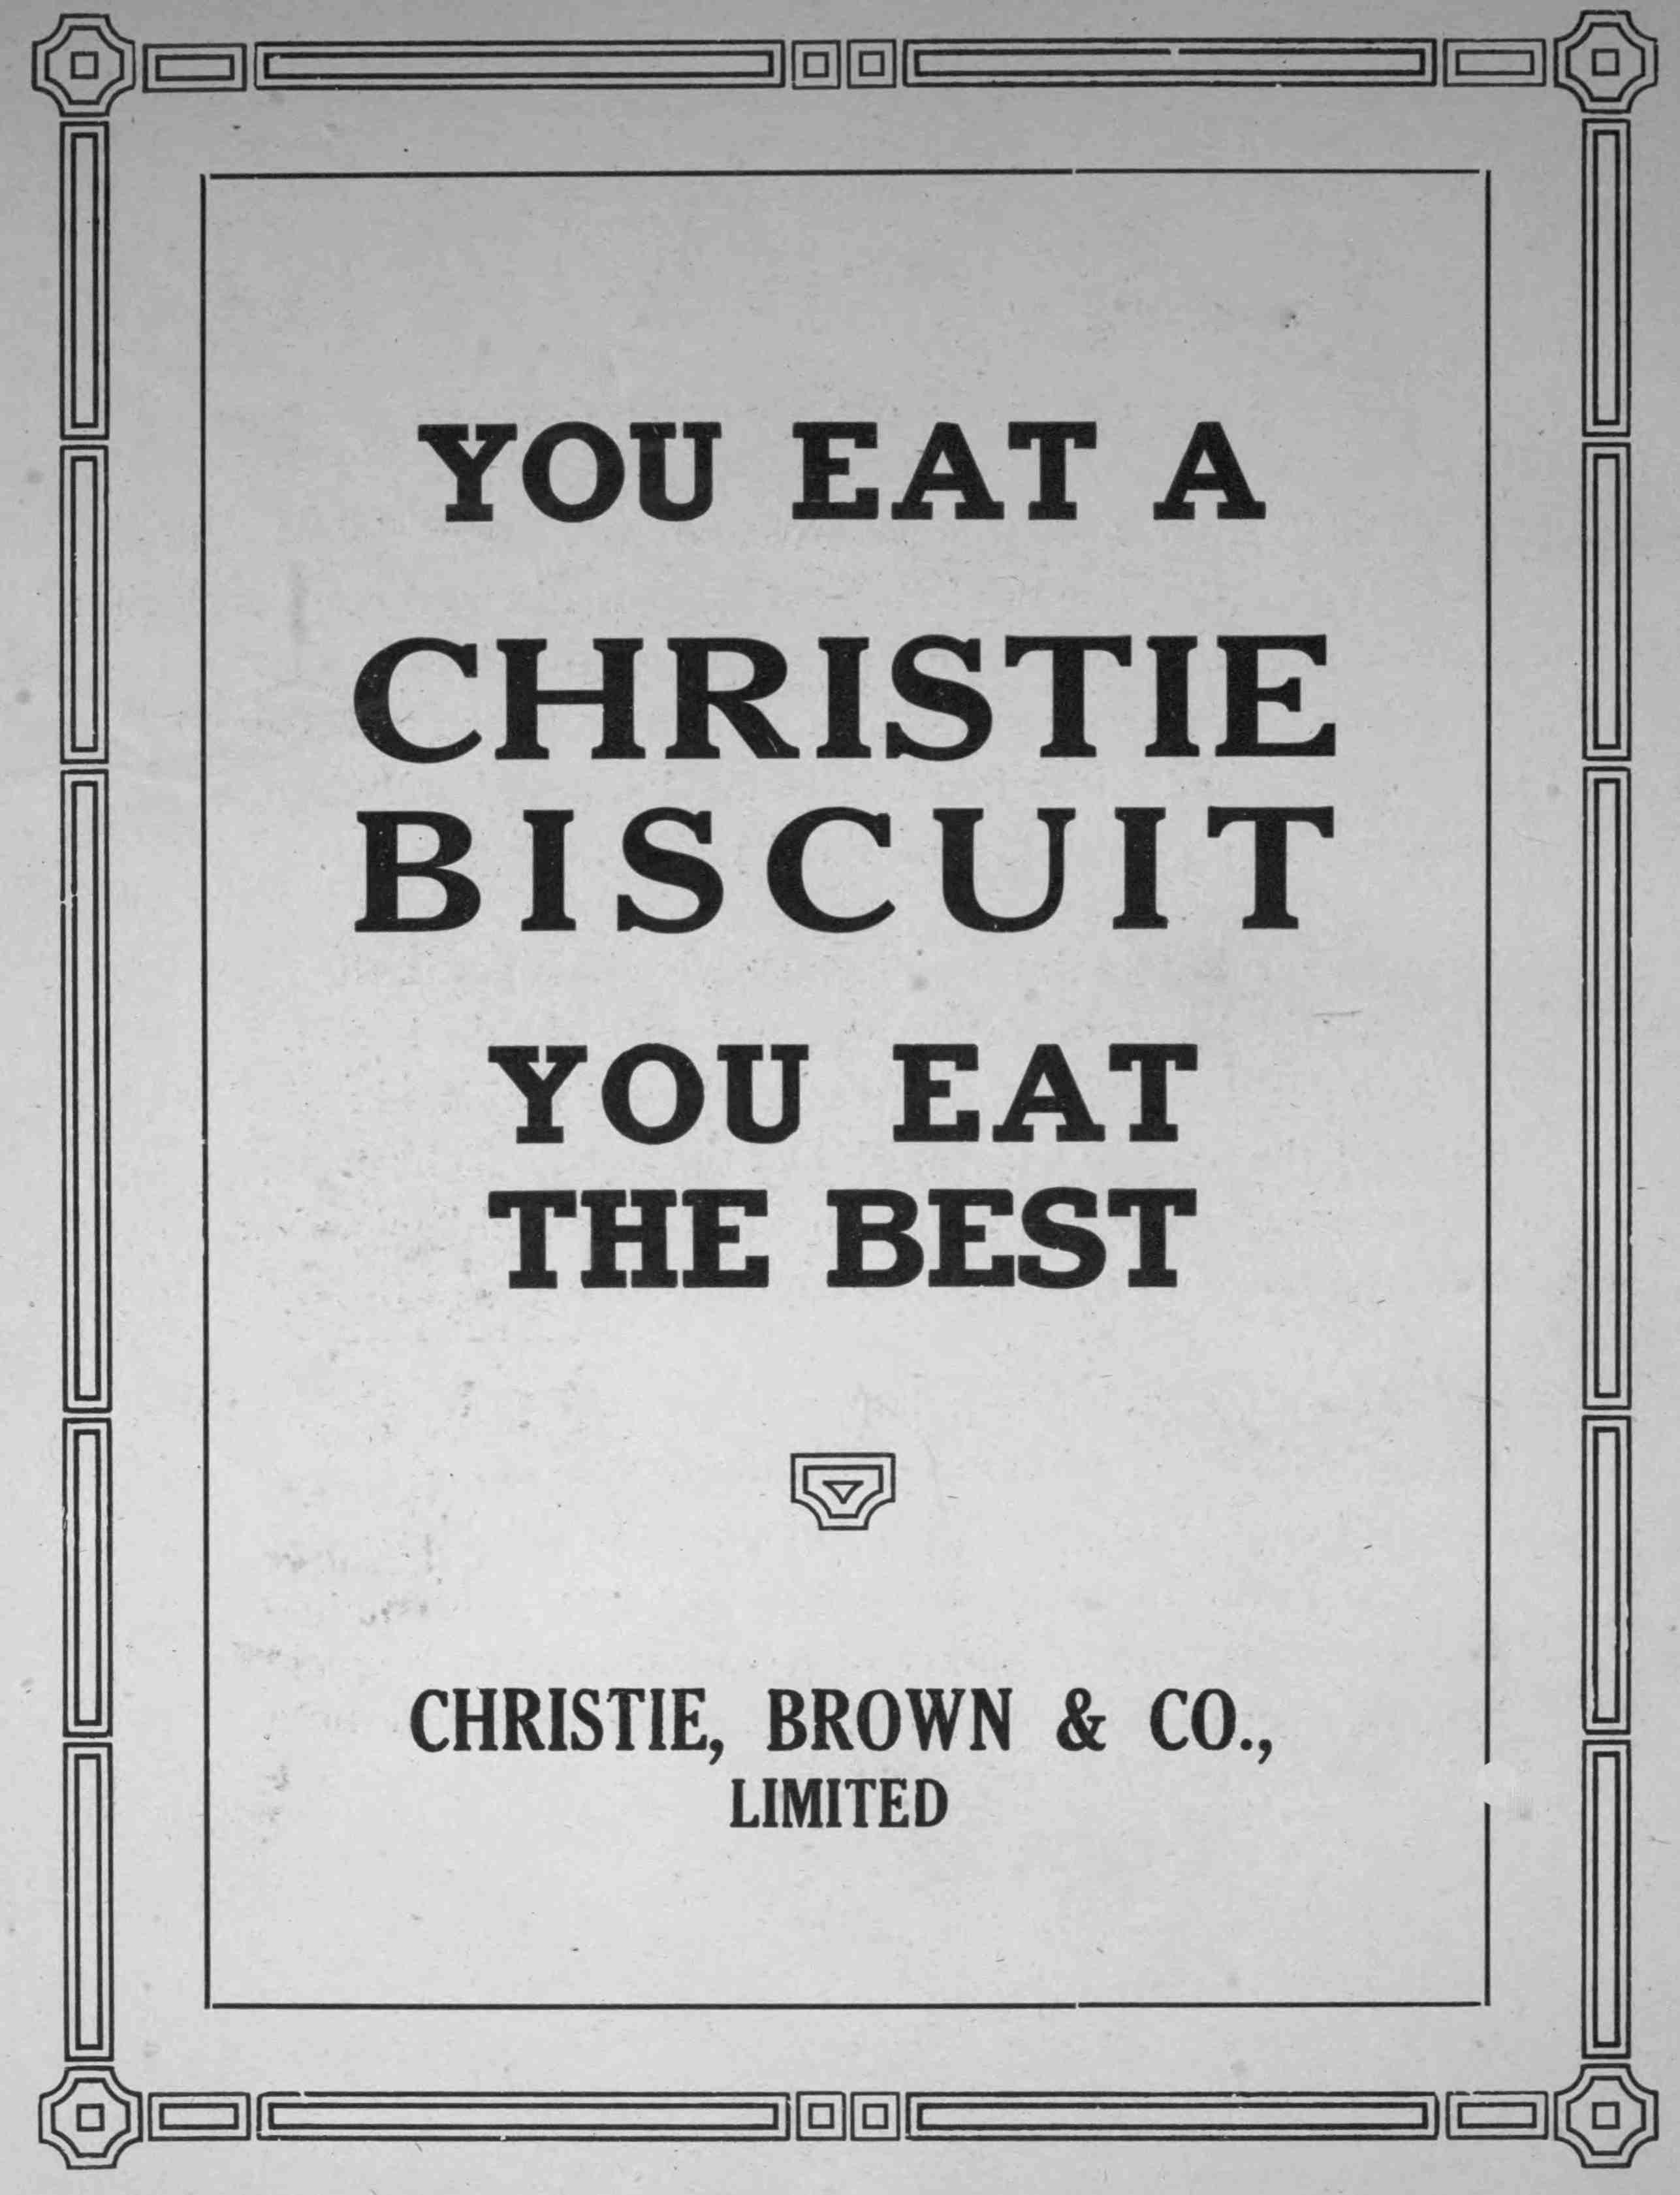 YOU EAT A
CHRISTIE
BISCUIT
YOU EAT
THE BEST
CHRISTIE, BROWN & CO.,
LIMITED